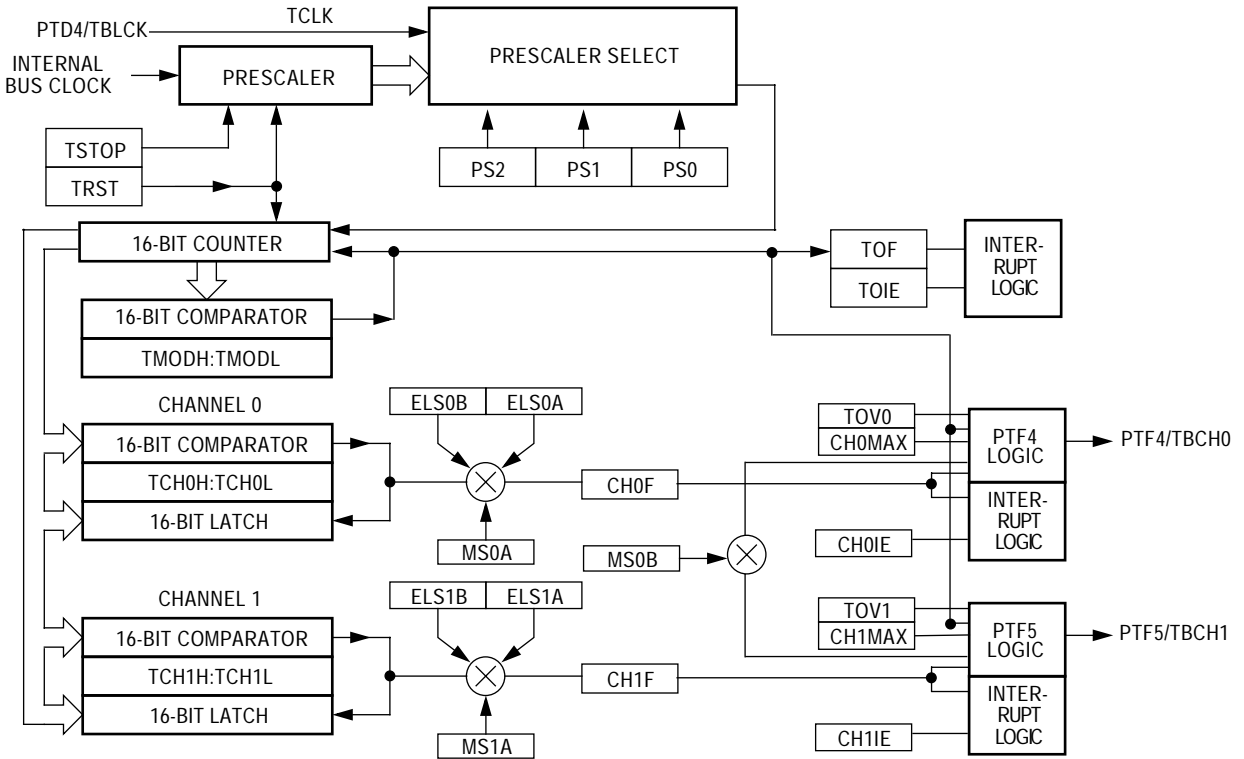 TCLK
PTD4/TBLCK
PRESCALER SELECT
INTERNAL
BUS CLOCK
PRESCALER
TSTOP
TRST
PS2
PS1
PS0
16-BIT COUNTER
TOF
TOIE
INTER-
RUPT
LOGIC
16-BIT COMPARATOR
TMODH:TMODL
CHANNEL 0
ELS0B
ELS0A
TOV0
CH0MAX
PTF4
LOGIC
PTF4/TBCH0
16-BIT COMPARATOR
TCH0H:TCH0L
16-BIT LATCH
CH0F
MS0A
INTER-
RUPT
LOGIC
CH0IE
MS0B
CHANNEL 1
ELS1B
ELS1A
TOV1
CH1MAX
PTF5
LOGIC
PTF5/TBCH1
16-BIT COMPARATOR
TCH1H:TCH1L
16-BIT LATCH
CH1F
MS1A
INTER-
RUPT
LOGIC
CH1IE